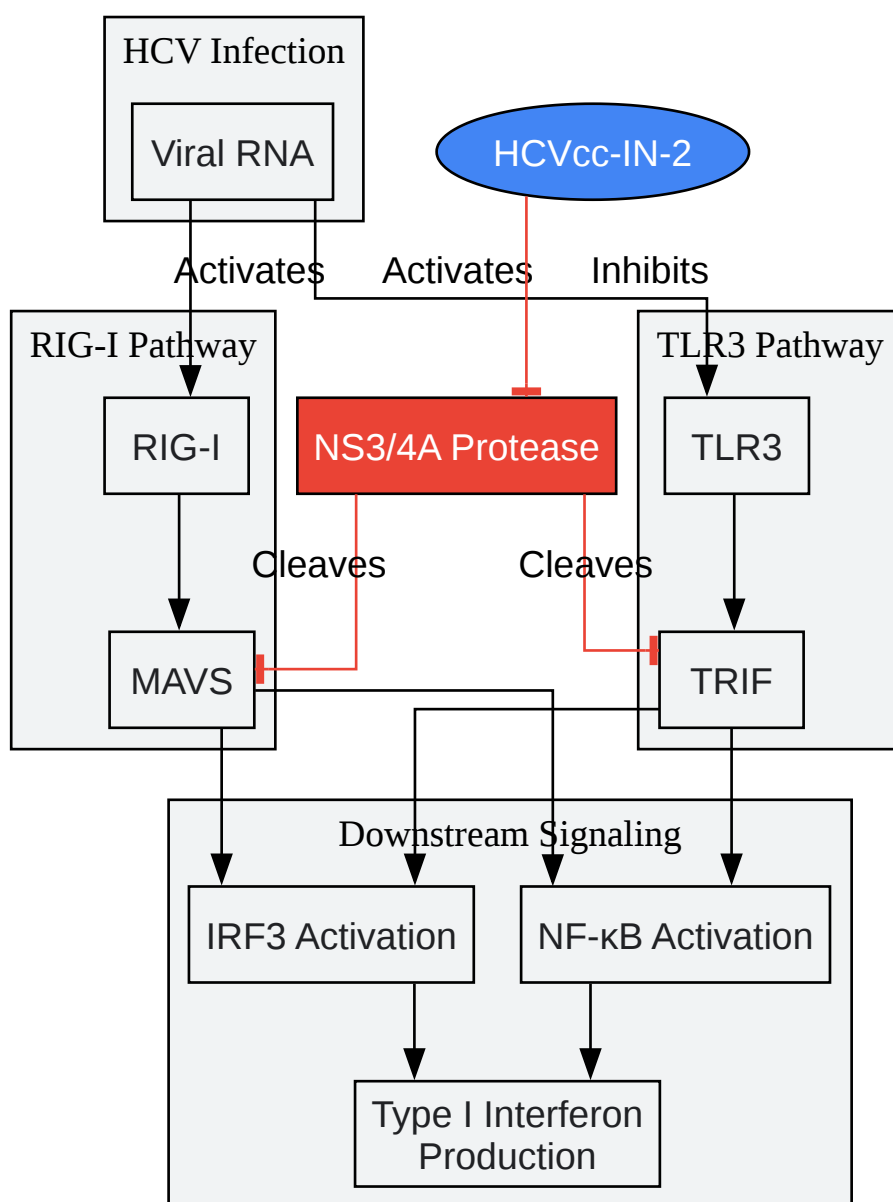 HCV Infection
Viral RNA
HCVcc-IN-2
Activates
Activates
Inhibits
RIG-I Pathway
TLR3 Pathway
RIG-I
NS3/4A Protease
TLR3
Cleaves
Cleaves
MAVS
TRIF
Downstream Signaling
IRF3 Activation
NF-κB Activation
Type I Interferon
Production